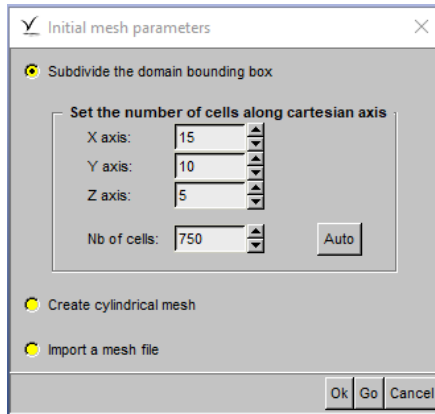 Initial mesh parameters
Subdivide the domain bounding box
Set the number of cells along cartesian axis
X axis: 15
Y axis: 10
Z axis: 5
Nb of cells: 750 Auto
Create cylindrical mesh
Import a mesh file
Ok Go Cancel